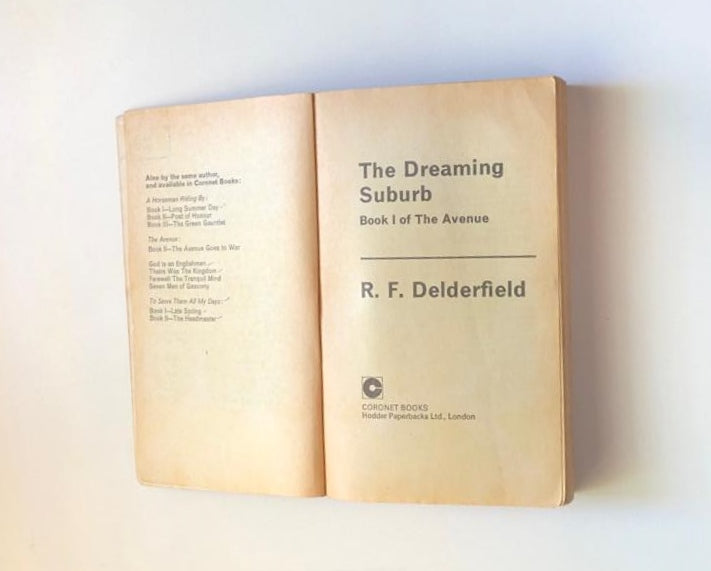 Also by the same author,
and available in Coronet Books:
A Horseman Riding By:
Book I—Long Summer Day
Book II—Post of Honour
Book III—The Green Gauntlet
The Avenue:
Book II—The Avenue Goes to War
God is an Englishman
Theirs Was The Kingdom
Farewell The Tranquil Mind
Seven Men of Gascony
To Serve Them All My Days:
Book I—Late Spring
Book II—The Headmaster
The Dreaming
Suburb
Book I of The Avenue
R. F. Delderfield
CORONET BOOKS
Hodder Paperbacks Ltd., London